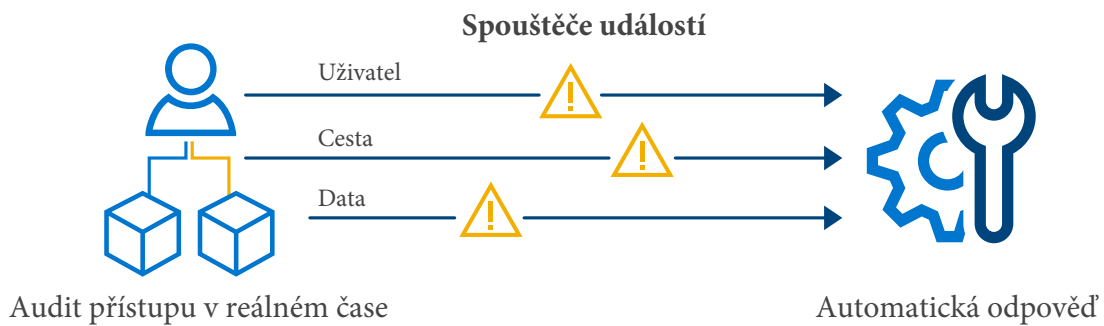 Spouštěče událostí
Uživatel
Cesta
Data
Audit přístupu v reálném čase
Automatická odpověď